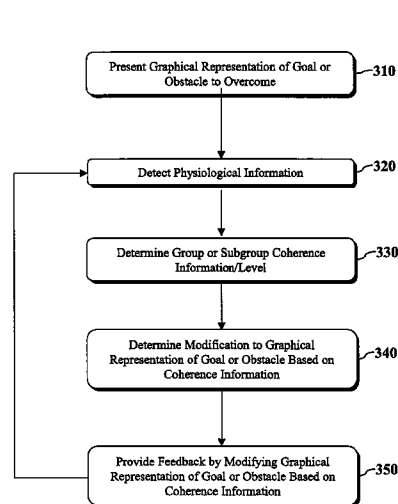 Present Graphical Representation of Goal or
Obstacle to Overcome
310
Detect Physiological Information
320
Determine Group or Subgroup Coherence
Information/Level
330
Determine Modification to Graphical
Representation of Goal or Obstacle Based on
Coherence Information
340
Provide Feedback by Modifying Graphical
Representation of Goal or Obstacle Based on
Coherence Information
350